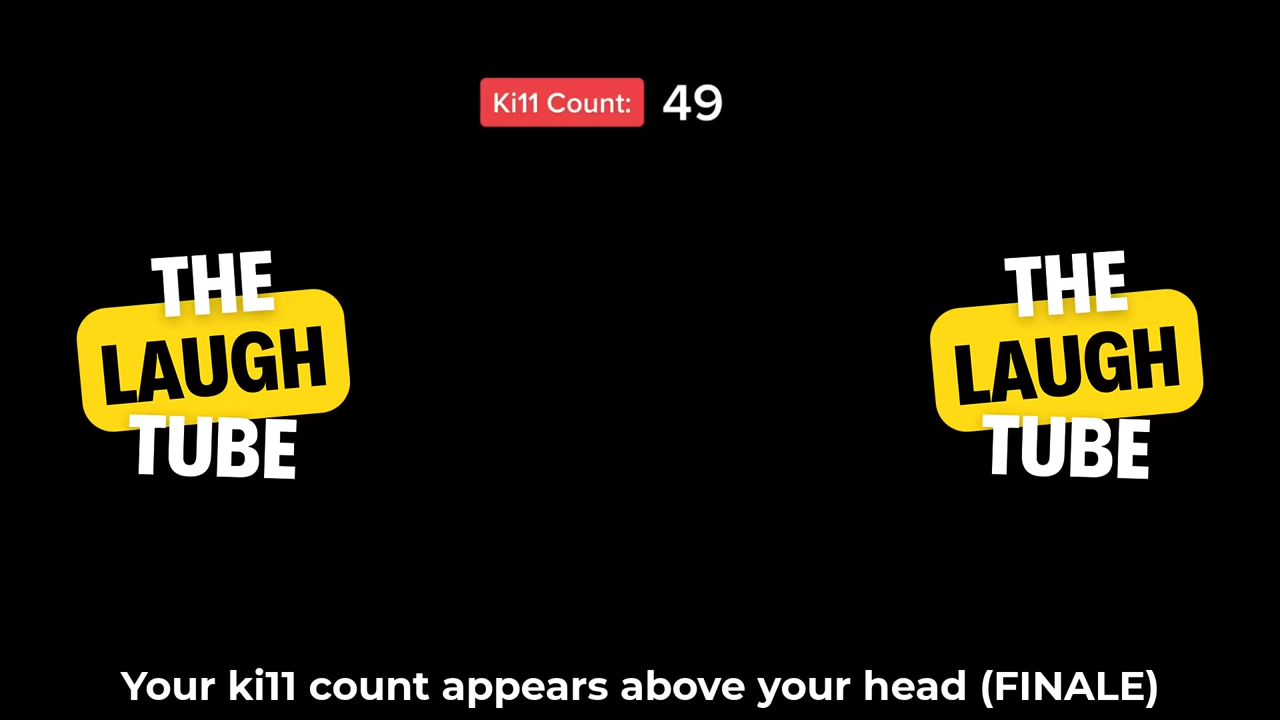 Ki11 Count: 49
THE
LAUGH
TUBE
THE
LAUGH
TUBE
Your ki11 count appears above your head (FINALE)